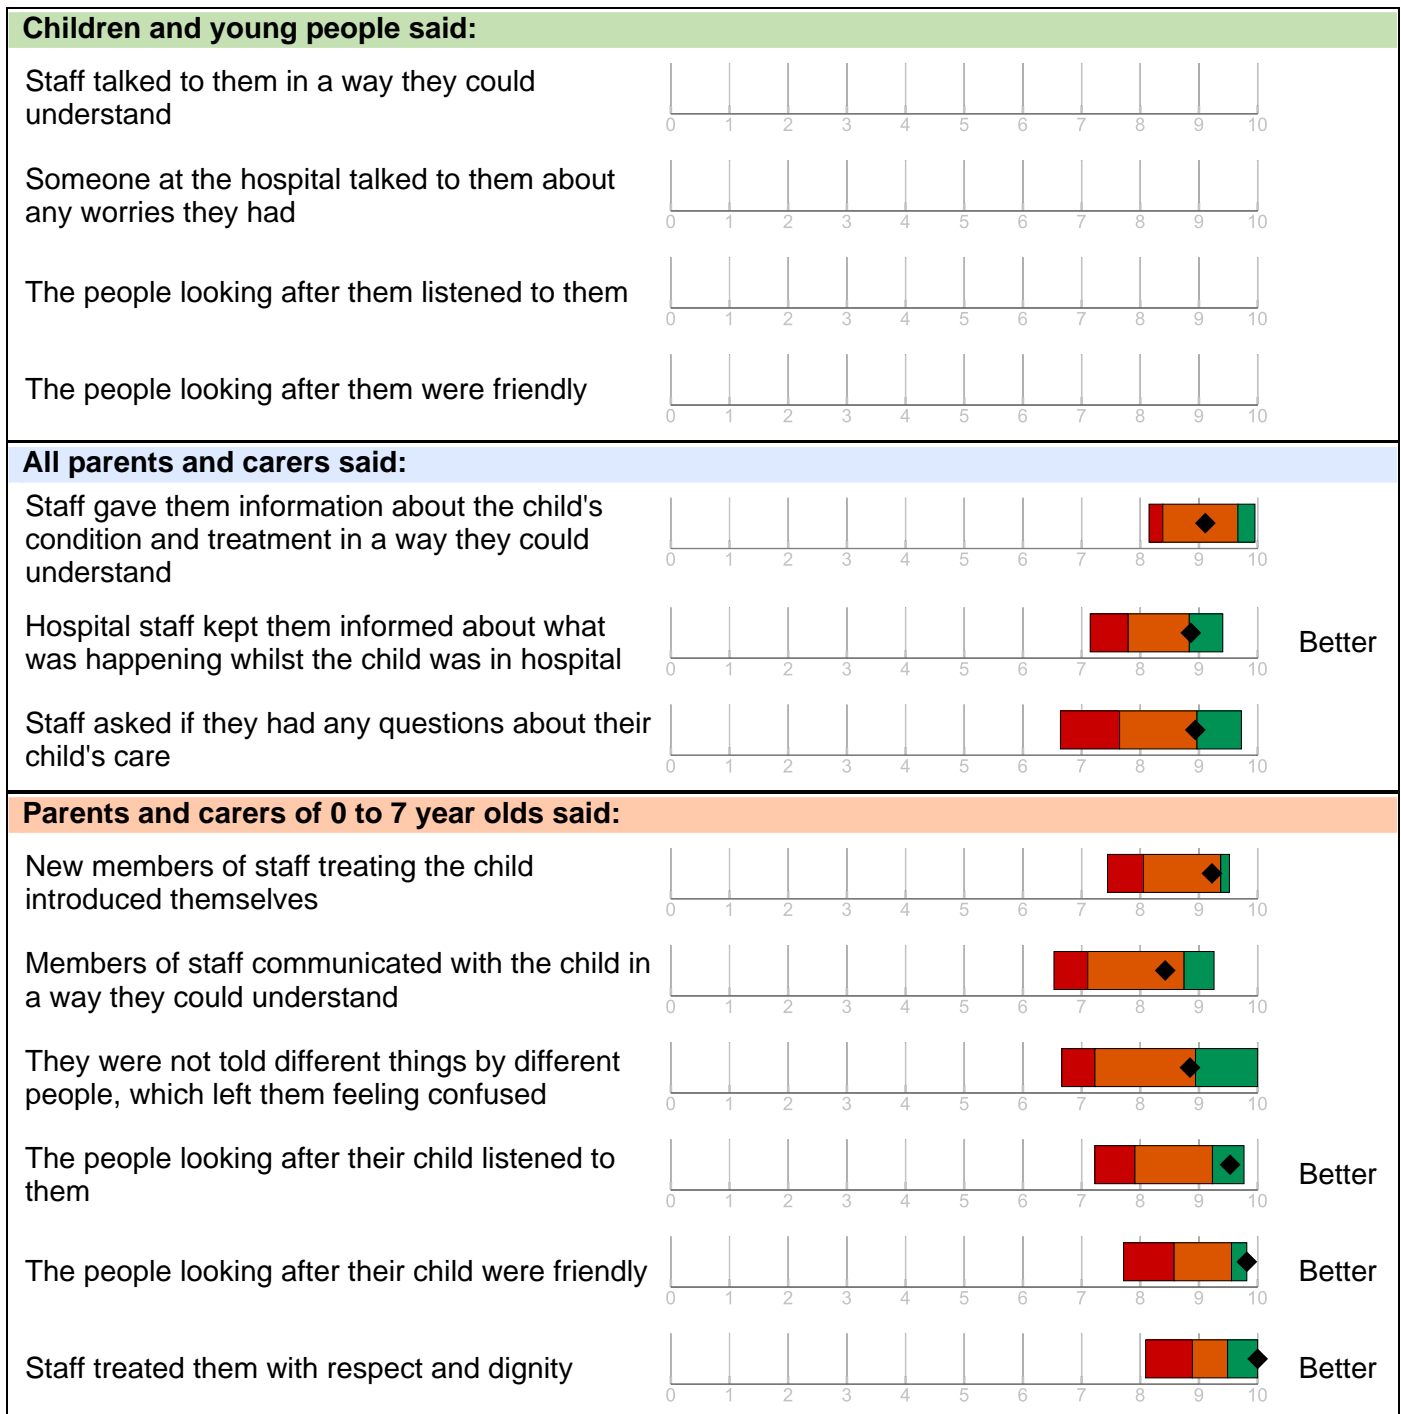 Children and young people said:
Staff talked to them in a way they could
understand
0 1 2 3 4 5 6 7 8 9 10
Someone at the hospital talked to them about
any worries they had
0 1 2 3 4 5 6 7 8 9 10
The people looking after them listened to them
0 1 2 3 4 5 6 7 8 9 10
The people looking after them were friendly
0 1 2 3 4 5 6 7 8 9 10
All parents and carers said:
Staff gave them information about the child's
condition and treatment in a way they could
understand
0 1 2 3 4 5 6 7 8 9 10
Hospital staff kept them informed about what
was happening whilst the child was in hospital
0 1 2 3 4 5 6 7 8 9 10
Better
Staff asked if they had any questions about their
child's care
0 1 2 3 4 5 6 7 8 9 10
Parents and carers of 0 to 7 year olds said:
New members of staff treating the child
introduced themselves
0 1 2 3 4 5 6 7 8 9 10
Members of staff communicated with the child in
a way they could understand
0 1 2 3 4 5 6 7 8 9 10
They were not told different things by different
people, which left them feeling confused
0 1 2 3 4 5 6 7 8 9 10
The people looking after their child listened to
them
0 1 2 3 4 5 6 7 8 9 10
Better
The people looking after their child were friendly
0 1 2 3 4 5 6 7 8 9 10
Better
Staff treated them with respect and dignity
0 1 2 3 4 5 6 7 8 9 10
Better